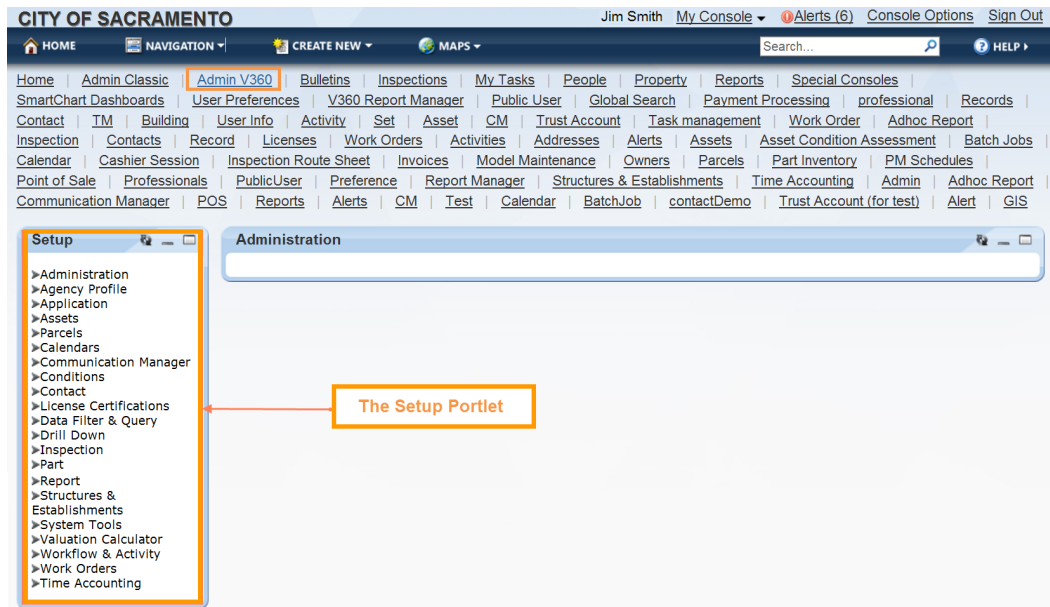 CITY OF SACRAMENTO Jim Smith My Console Alerts (6) Console Options Sign Out
HOME NAVIGATION CREATE NEW MAPS Search... HELP
Home | Admin Classic | Admin V360 | Bulletins | Inspections | My Tasks | People | Property | Reports | Special Consoles |
SmartChart Dashboards | User Preferences | V360 Report Manager | Public User | Global Search | Payment Processing | professional | Records |
Contact | TM | Building | User Info | Activity | Set | Asset | CM | Trust Account | Task management | Work Order | Adhoc Report |
Inspection | Contacts | Record | Licenses | Work Orders | Activities | Addresses | Alerts | Assets | Asset Condition Assessment | Batch Jobs |
Calendar | Cashier Session | Inspection Route Sheet | Invoices | Model Maintenance | Owners | Parcels | Part Inventory | PM Schedules |
Point of Sale | Professionals | PublicUser | Preference | Report Manager | Structures & Establishments | Time Accounting | Admin | Adhoc Report |
Communication Manager | POS | Reports | Alerts | CM | Test | Calendar | BatchJob | contactDemo | Trust Account (for test) | Alert | GIS
Setup
Administration
Agency Profile
Application
Assets
Parcels
Calendars
Communication Manager
Conditions
Contact
License Certifications
Data Filter & Query
Drill Down
Inspection
Part
Report
Structures &
Establishments
System Tools
Valuation Calculator
Workflow & Activity
Work Orders
Time Accounting
Administration
The Setup Portlet